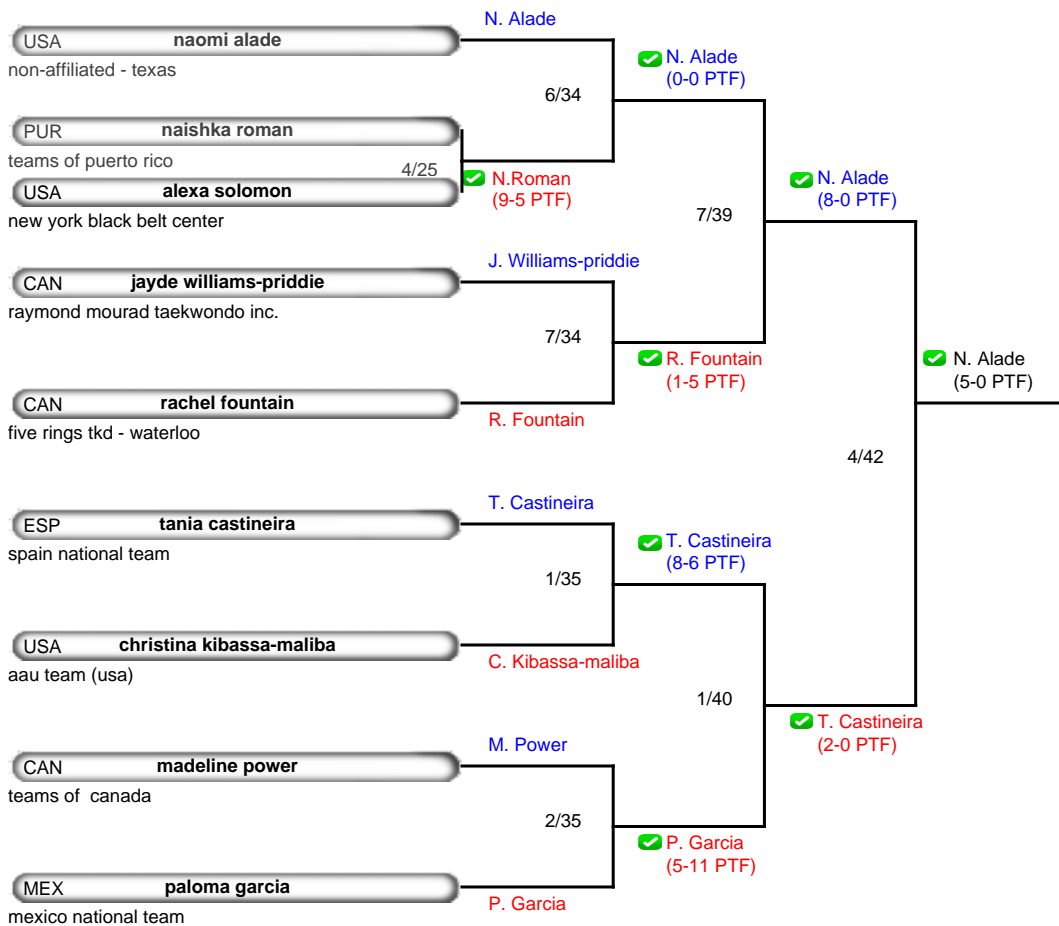 N. Alade
USA naomi alade
non-affiliated - texas
N. Alade
(0-0 PTF)
6/34
PUR naishka roman
teams of puerto rico
4/25
N.Roman
(9-5 PTF)
USA alexa solomon
new york black belt center
N. Alade
(8-0 PTF)
7/39
J. Williams-priddie
CAN jayde williams-priddie
raymond mourad taekwondo inc.
7/34
R. Fountain
(1-5 PTF)
CAN rachel fountain
R. Fountain
five rings tkd - waterloo
N. Alade
(5-0 PTF)
4/42
T. Castineira
ESP tania castineira
spain national team
T. Castineira
(8-6 PTF)
1/35
USA christina kibassa-maliba
C. Kibassa-maliba
aau team (usa)
1/40
T. Castineira
(2-0 PTF)
M. Power
CAN madeline power
teams of  canada
2/35
P. Garcia
(5-11 PTF)
MEX paloma garcia
P. Garcia
mexico national team